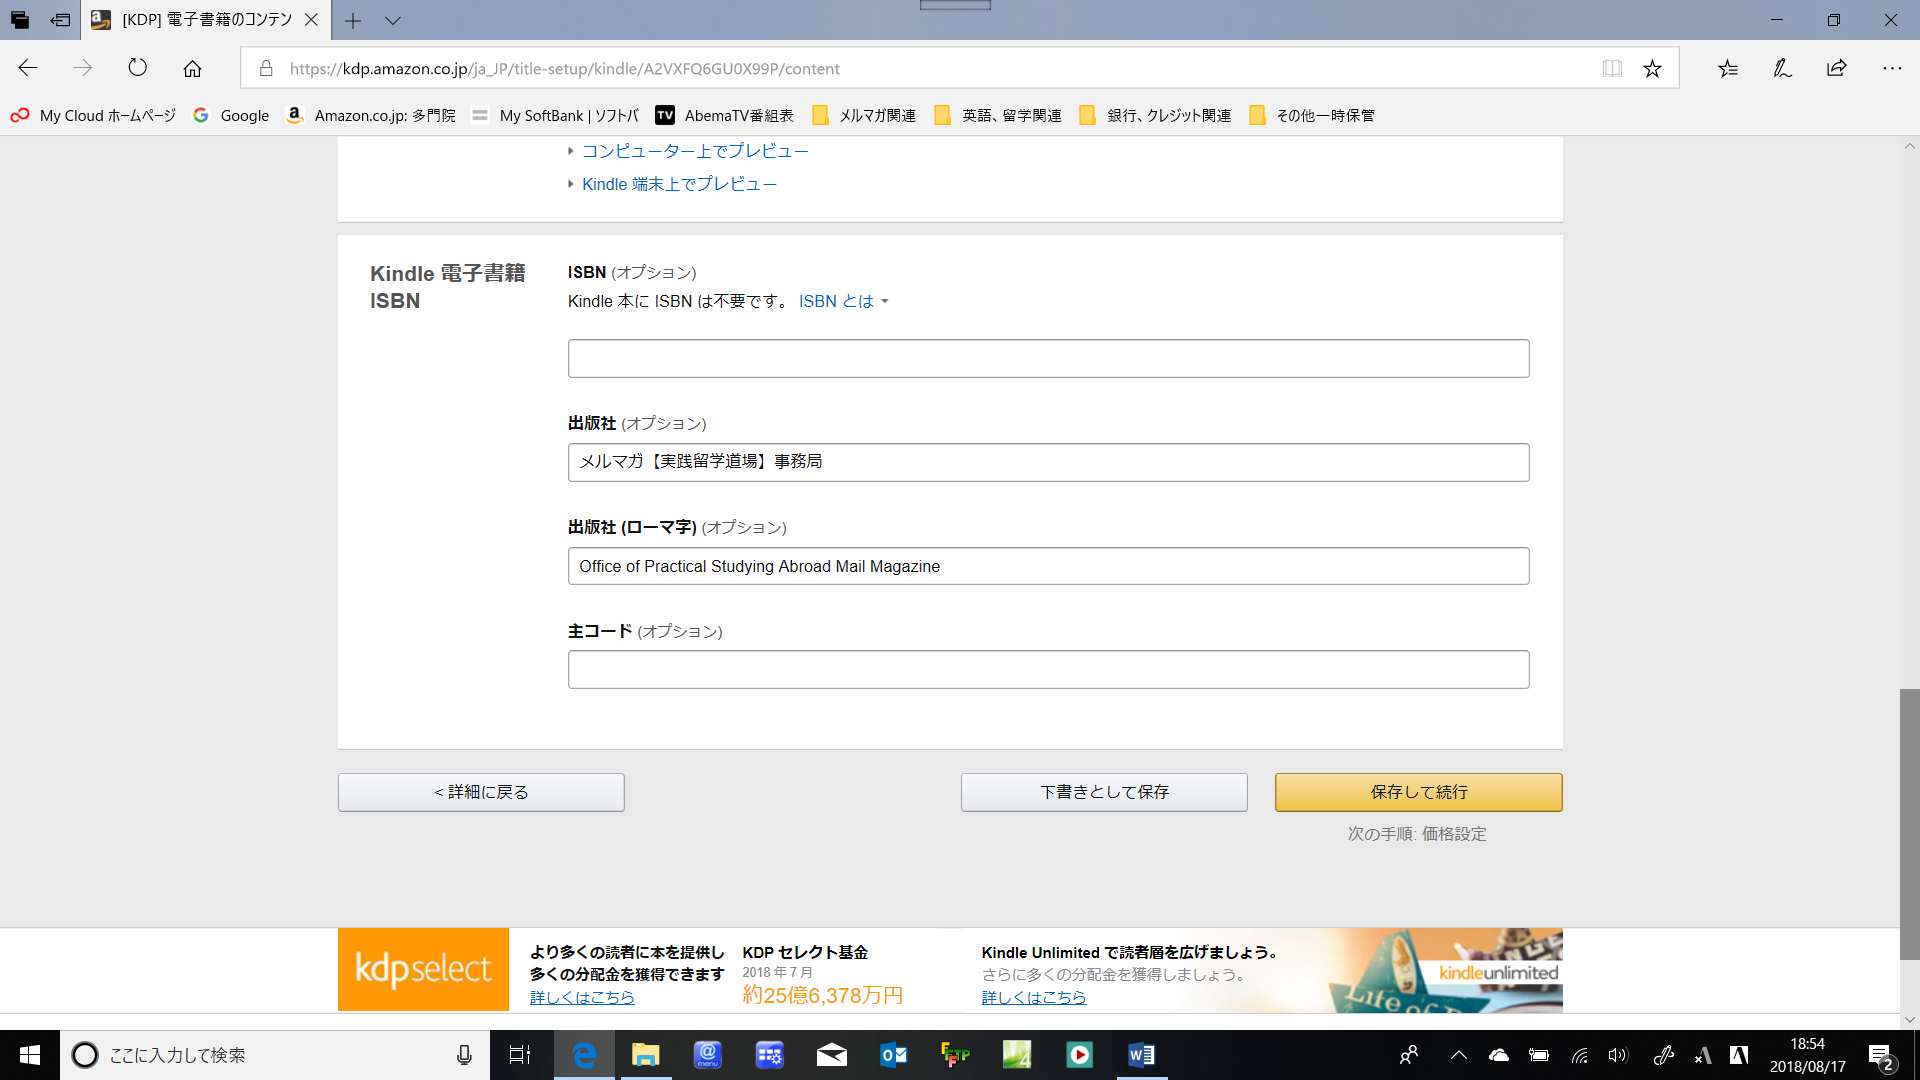 [KDP] 電子書籍のコンテン
https://kdp.amazon.co.jp/ja_JP/title-setup/kindle/A2VXFQ6GU0X99P/content
My Cloud ホームページ
Google
Amazon.co.jp: 多門院
My SoftBank | ソフトバ
TV
AbemaTV番組表
メルマガ関連
英語、留学関連
銀行、クレジット関連
その他一時保管
コンピューター上でプレビュー
Kindle 端末上でプレビュー
Kindle 電子書籍
ISBN
ISBN (オプション)
Kindle 本に ISBN は不要です。 ISBN とは
出版社 (オプション)
メルマガ【実践留学道場】事務局
出版社 (ローマ字) (オプション)
Office of Practical Studying Abroad Mail Magazine
主コード (オプション)
< 詳細に戻る
下書きとして保存
保存して続行
次の手順: 価格設定
kdpselect
より多くの読者に本を提供し
多くの分配金を獲得できます
詳しくはこちら
KDP セレクト基金
2018 年 7 月
約25億6,378万円
Kindle Unlimited で読者層を広げましょう。
さらに多くの分配金を獲得しましょう。
詳しくはこちら
kindleunlimited
ここに入力して検索
18:54
2018/08/17
2